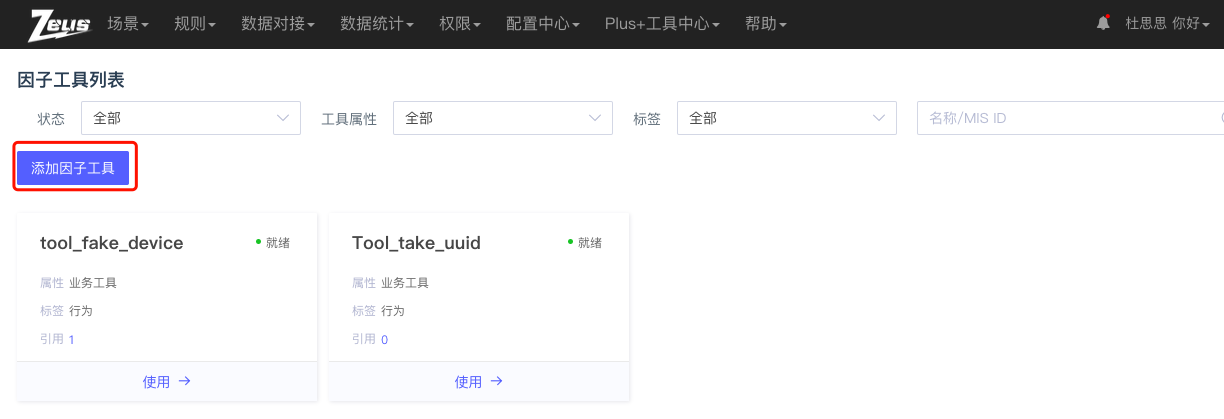 Zeus 场景 规则 数据对接 数据统计 权限 配置中心 Plus+工具中心 帮助 杜思思 你好
因子工具列表
状态 全部 工具属性 全部 标签 全部 名称/MIS ID
添加因子工具
tool_fake_device 就绪
属性 业务工具
标签 行为
引用 1
使用 →
Tool_take_uuid 就绪
属性 业务工具
标签 行为
引用 0
使用 →